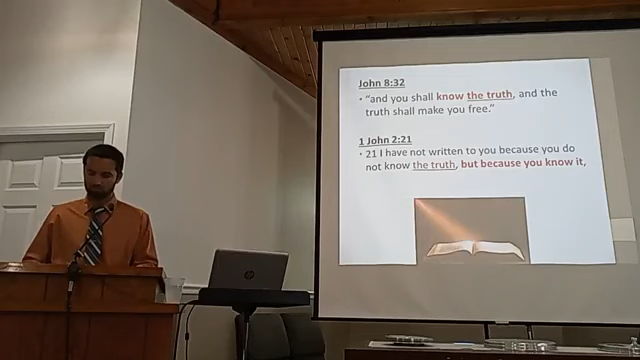 John 8:32
• “and you shall know the truth, and the
truth shall make you free.”
1 John 2:21
• 21 I have not written to you because you do
not know the truth, but because you know it,
hp